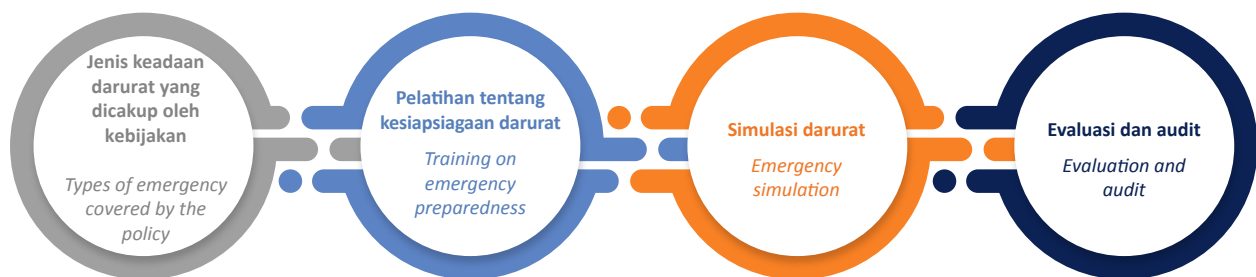 Jenis keadaan
darurat yang
dicakup oleh
kebijakan
Types of emergency
covered by the
policy
Pelatihan tentang
kesiapsiagaan darurat
Training on
emergency
preparedness
Simulasi darurat
Emergency
simulation
Evaluasi dan audit
Evaluation and
audit